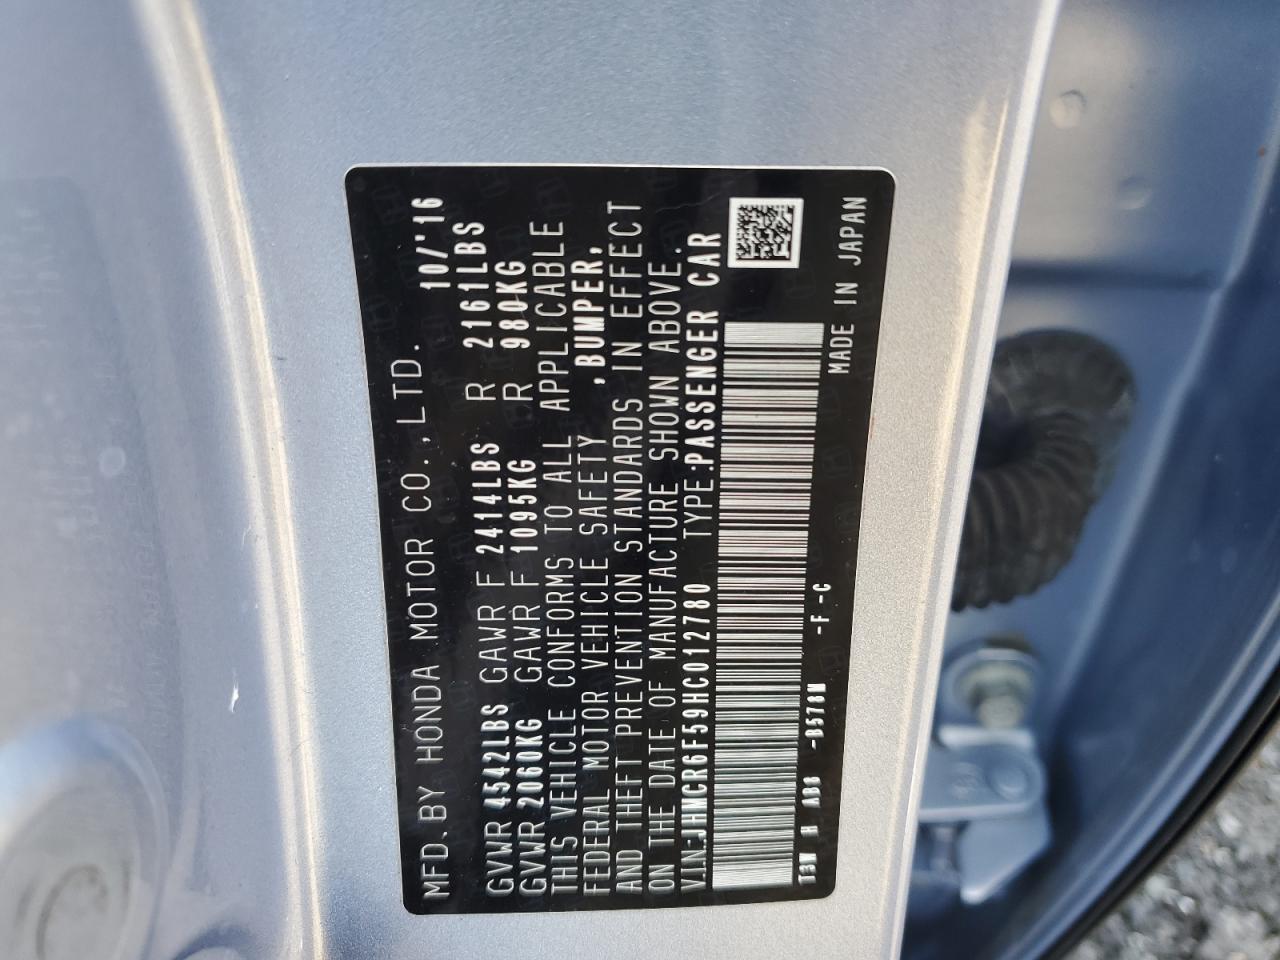 MFD. BY HONDA MOTOR CO., LTD. 10/'16
GVWR 4542LBS GAWR F 2414LBS R 2161LBS
GVWR 2060KG GAWR F 1095KG R 980KG
THIS VEHICLE CONFORMS TO ALL APPLICABLE
FEDERAL MOTOR VEHICLE SAFETY ,BUMPER,
AND THEFT PREVENTION STANDARDS IN EFFECT
ON THE DATE OF MANUFACTURE SHOWN ABOVE.
V.I.N:JHMCR6F59HC012780 TYPE:PASSENGER CAR
T3W H AB8 -B578M -F-C
MADE IN JAPAN